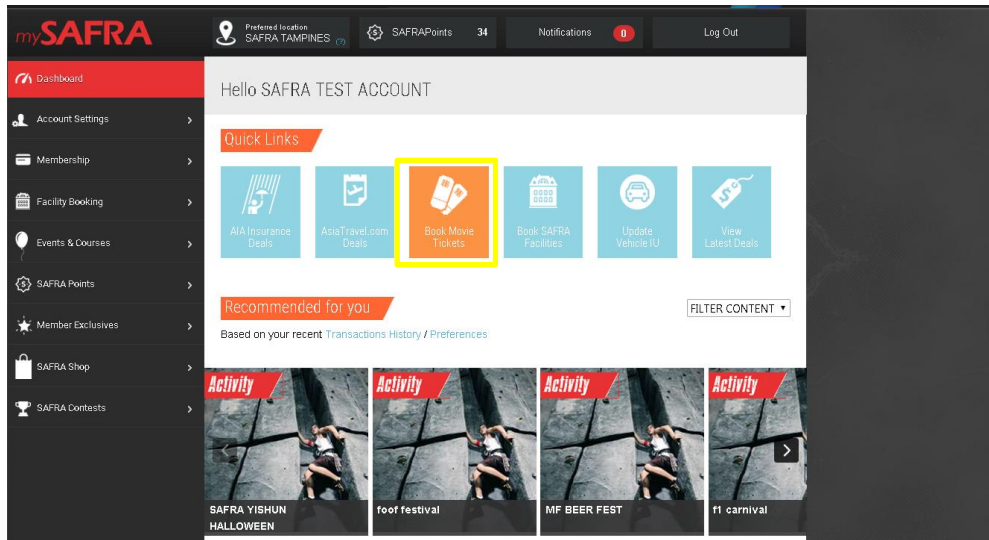 mySAFRA
Preferred location
SAFRA TAMPINES (?)
SAFRAPoints 34
Notifications 0
Log Out
Dashboard
Account Settings
Membership
Facility Booking
Events & Courses
SAFRA Points
Member Exclusives
SAFRA Shop
SAFRA Contests
Hello SAFRA TEST ACCOUNT
Quick Links
AIA Insurance
Deals
AsiaTravel.com
Deals
Book Movie
Tickets
Book SAFRA
Facilities
Update
Vehicle IU
View
Latest Deals
Recommended for you
FILTER CONTENT
Based on your recent Transactions History / Preferences
Activity
SAFRA YISHUN
HALLOWEEN
Activity
foof festival
Activity
MF BEER FEST
Activity
f1 carnival